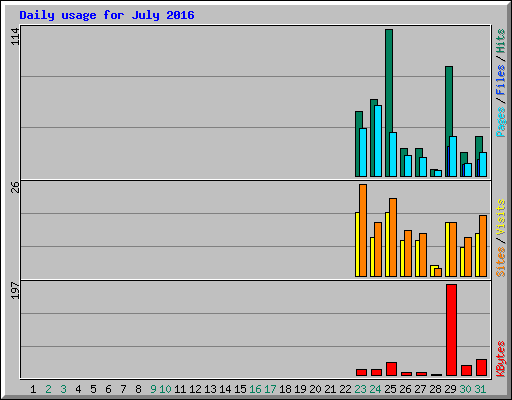 Daily usage for July 2016
114
26
197
Pages / Files / Hits
Sites / Visits
KBytes
1 2 3 4 5 6 7 8 9 10 11 12 13 14 15 16 17 18 19 20 21 22 23 24 25 26 27 28 29 30 31